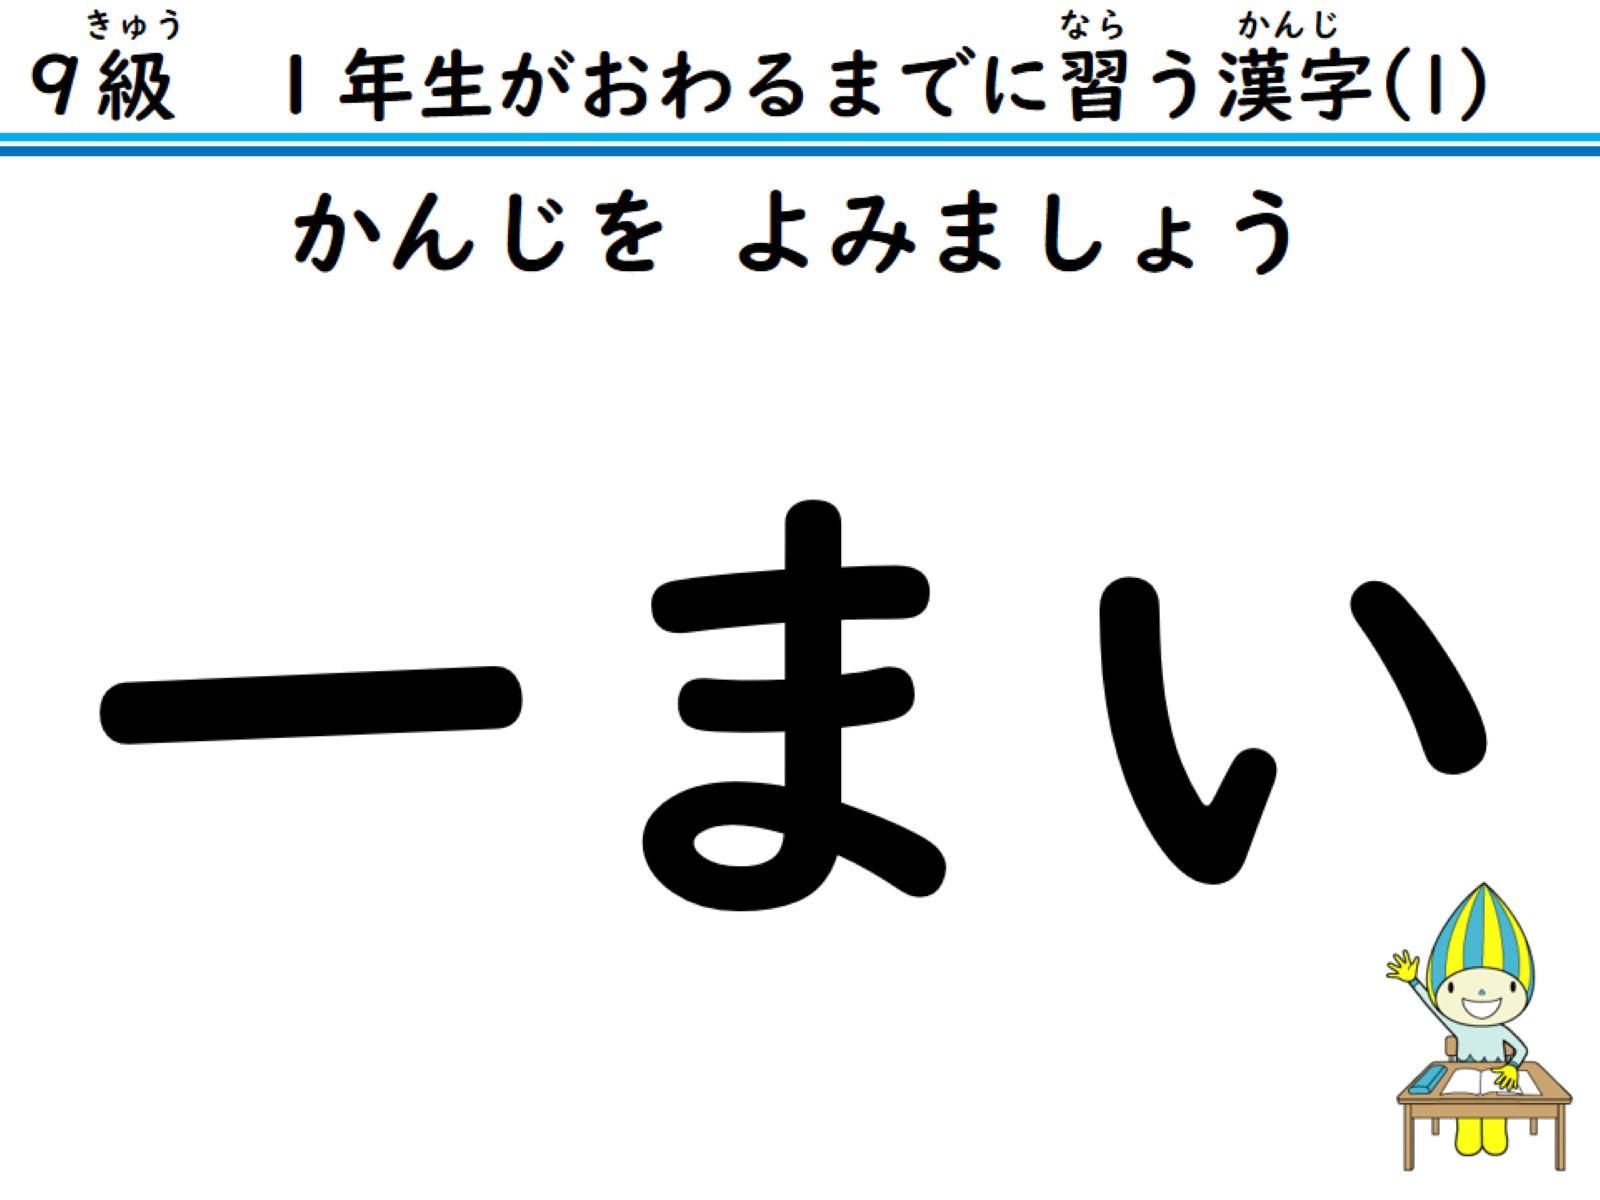 きゅう なら かんじ
9級 1年生がおわるまでに習う漢字(1)
かんじを よみましょう
一まい